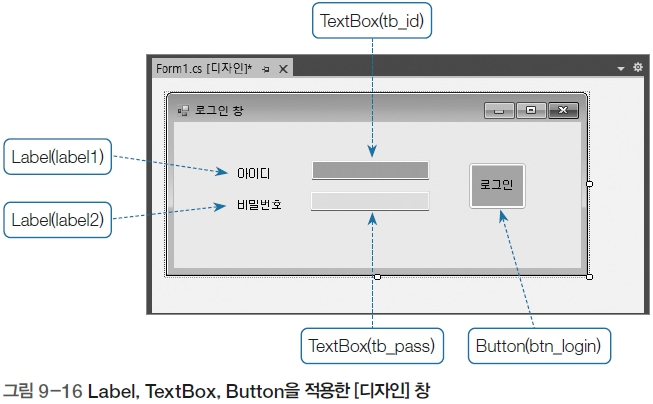 TextBox(tb_id)
Form1.cs [디자인]*
로그인 창
Label(label1)
아이디
로그인
Label(label2)
비밀번호
TextBox(tb_pass)
Button(btn_login)
그림 9-16 Label, TextBox, Button을 적용한 [디자인] 창